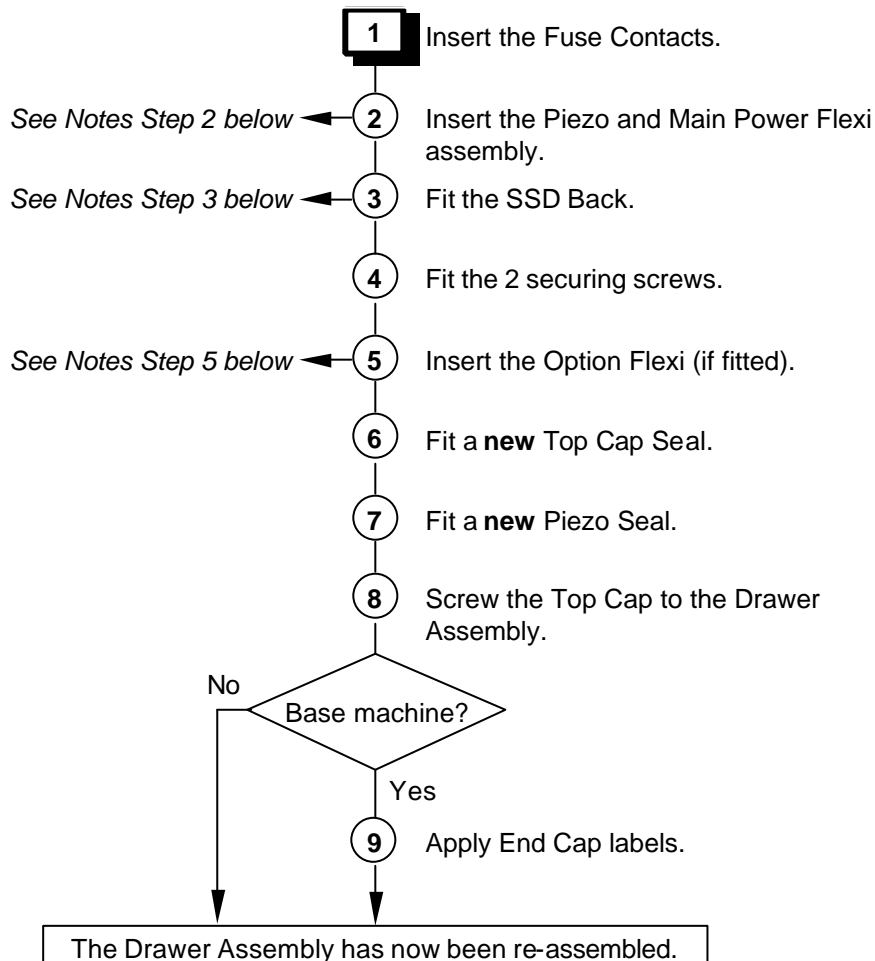 1 Insert the Fuse Contacts.
See Notes Step 2 below 2 Insert the Piezo and Main Power Flexi
assembly.
See Notes Step 3 below 3 Fit the SSD Back.
4 Fit the 2 securing screws.
See Notes Step 5 below 5 Insert the Option Flexi (if fitted).
6 Fit a new Top Cap Seal.
7 Fit a new Piezo Seal.
8 Screw the Top Cap to the Drawer
Assembly.
No
Base machine?
Yes
9 Apply End Cap labels.
The Drawer Assembly has now been re-assembled.